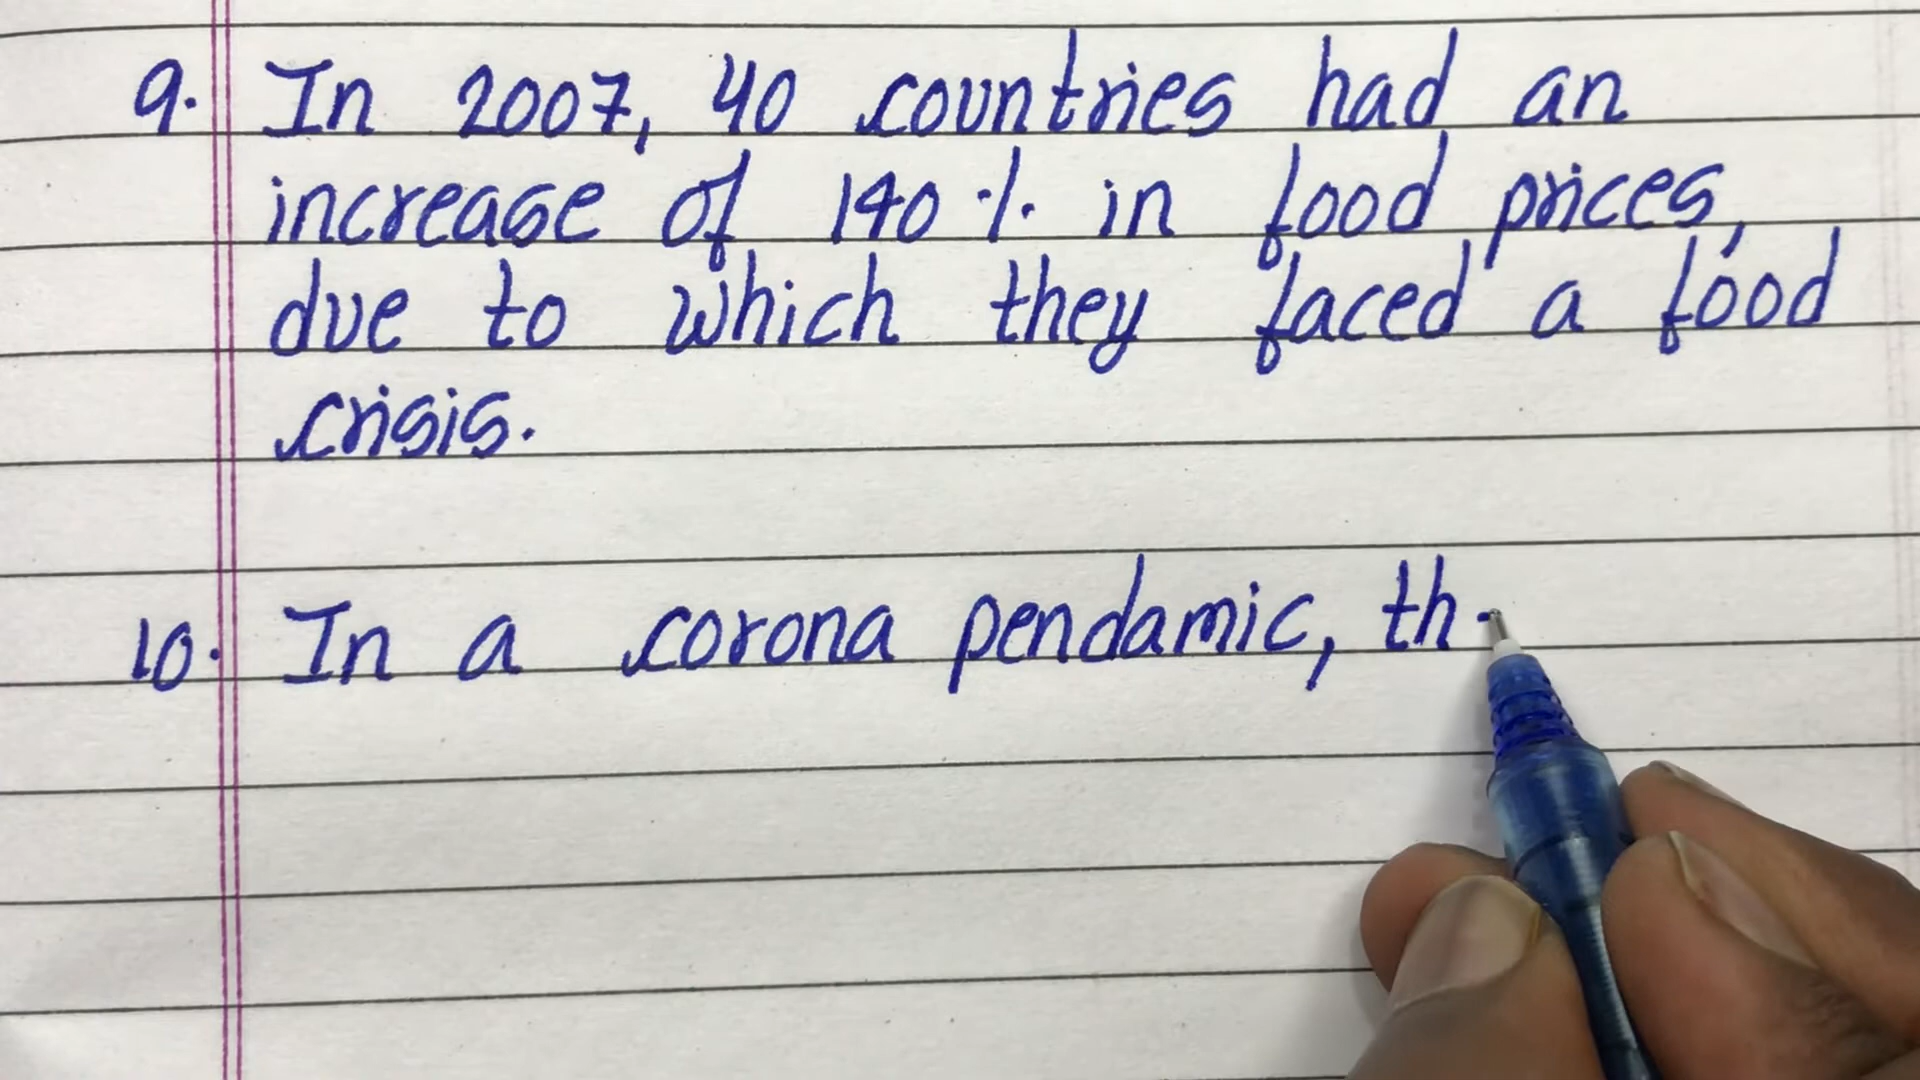 9. In 2007, 40 countries had an
increase of 140 % in food prices,
due to which they faced a food
crisis.
10. In a corona pendamic, th